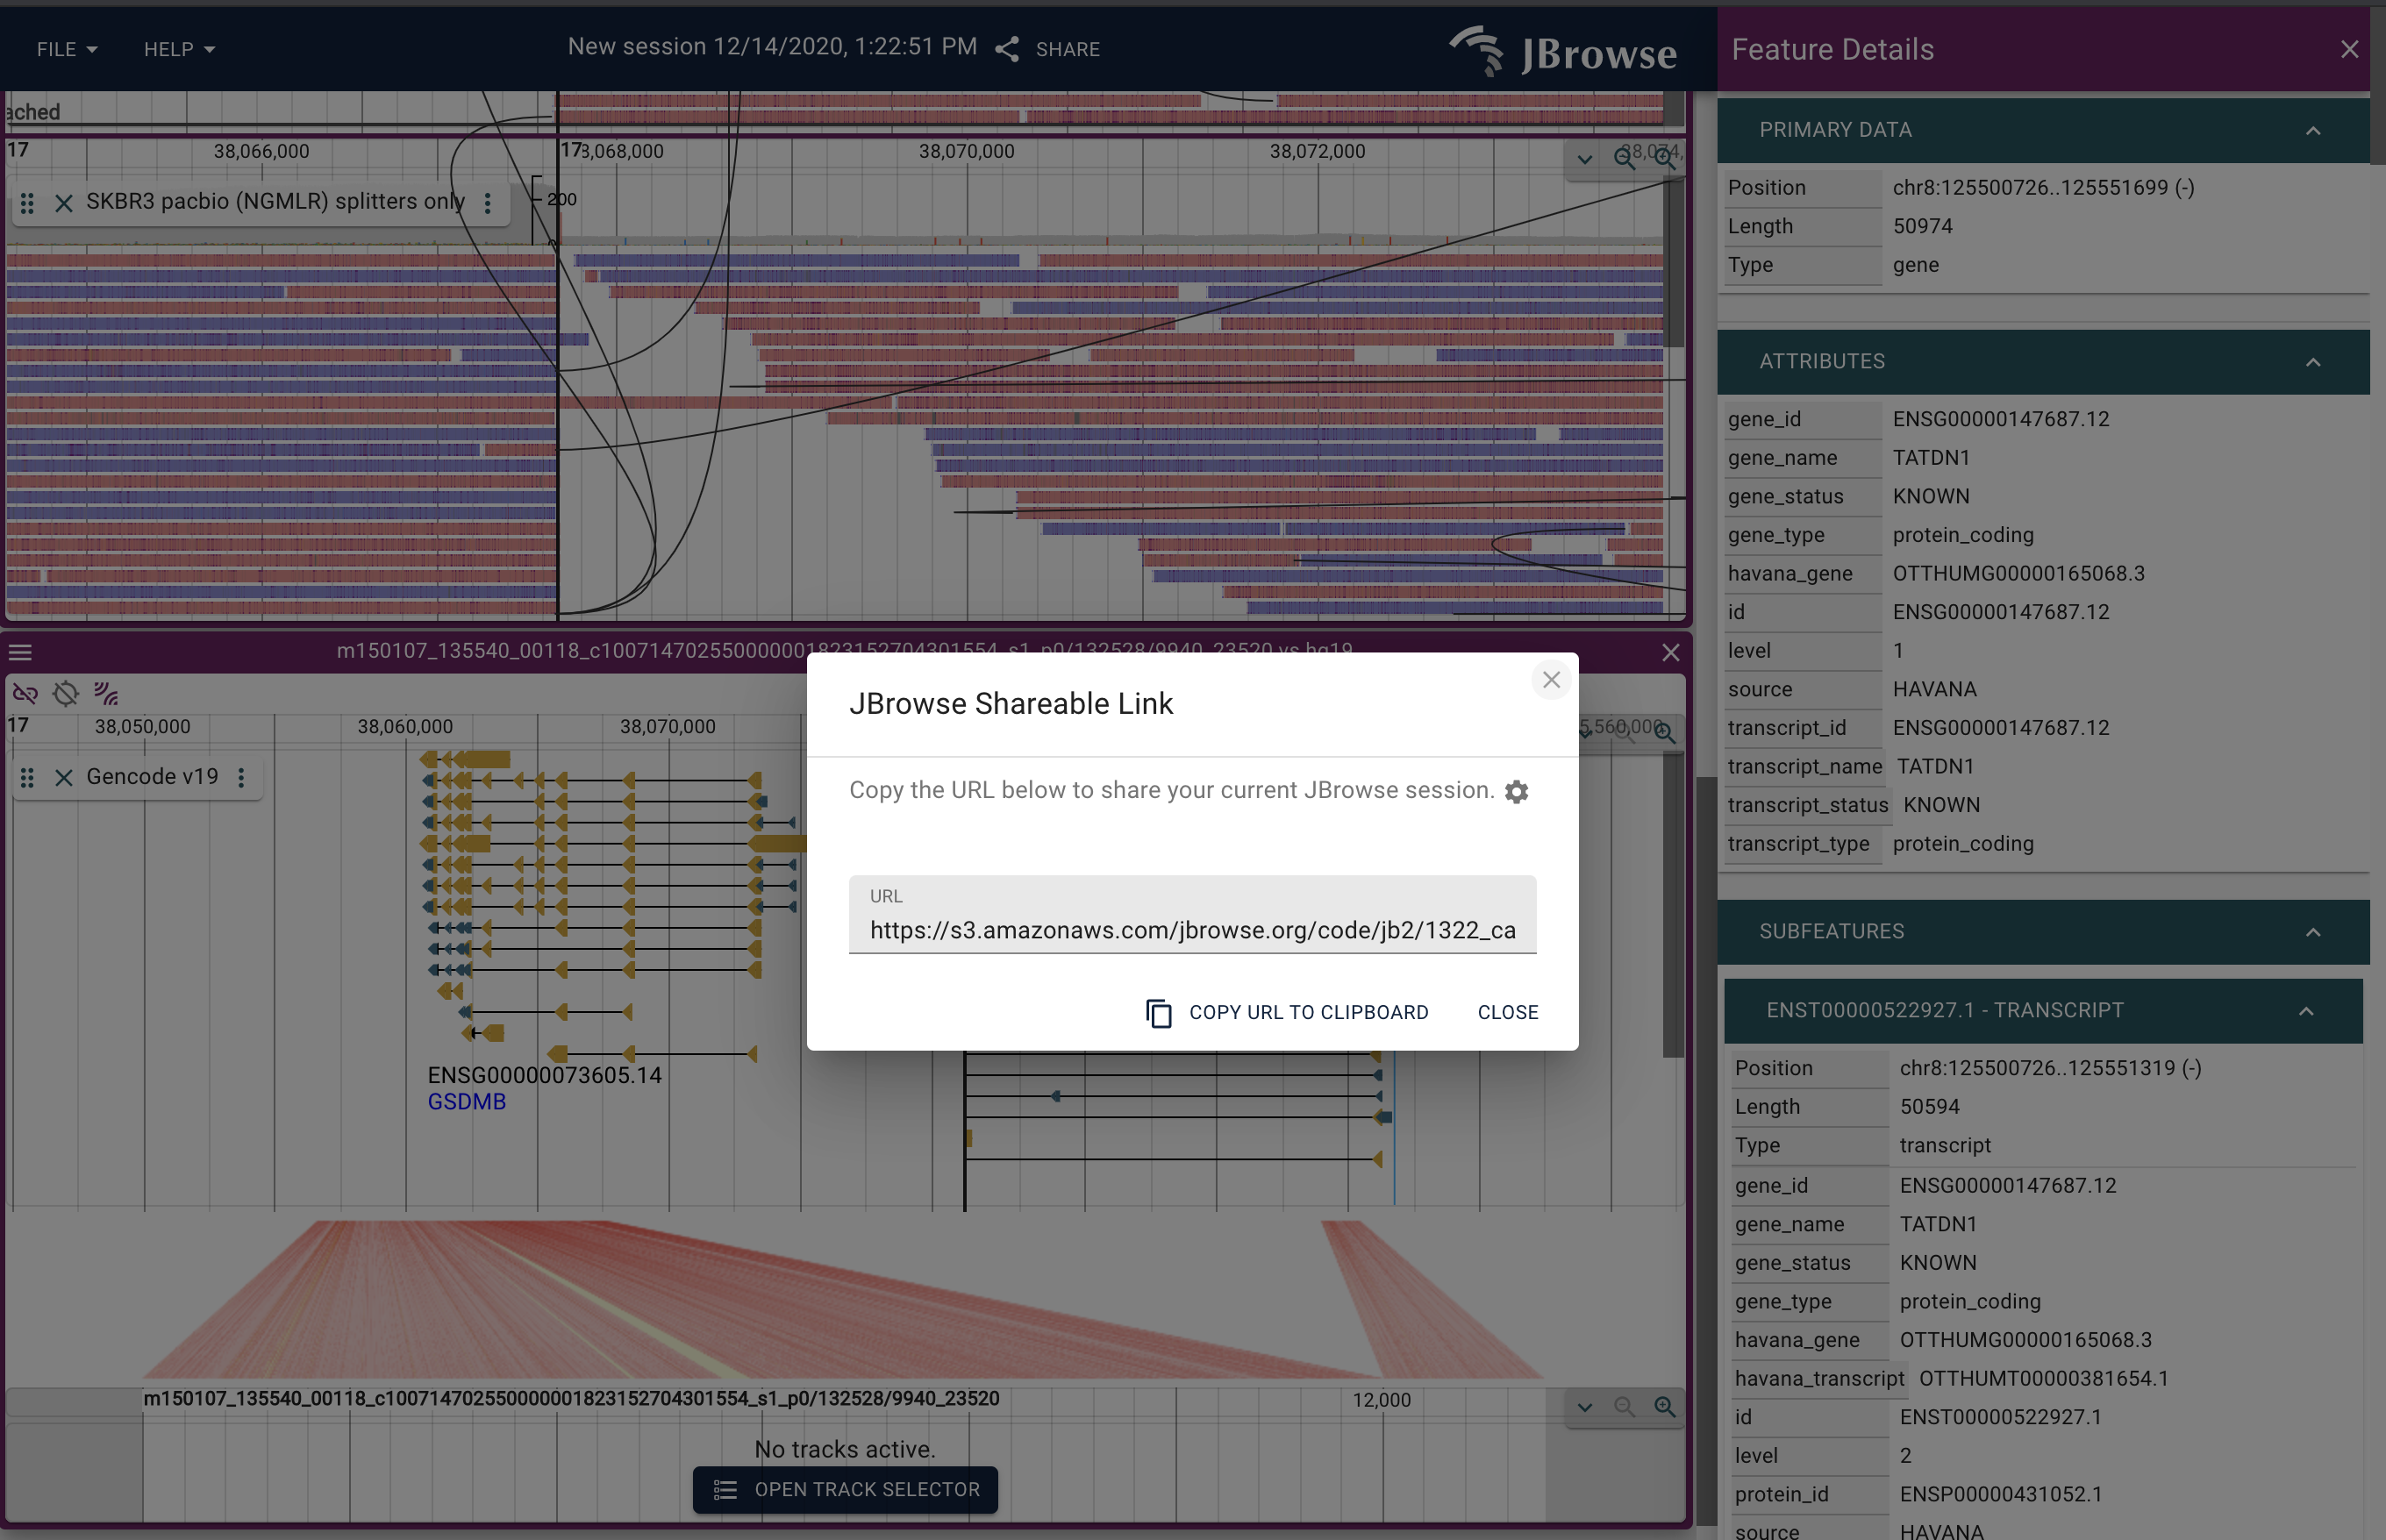 FILE
HELP
New session 12/14/2020, 1:22:51 PM
SHARE
JBrowse
ached
17
38,066,000
17
3,068,000
38,070,000
38,072,000
38,074,
SKBR3 pacbio (NGMLR) splitters only
200
0
m150107_135540_00118_c100714702550000001823152704301554_s1_p0/132528/9940_23520 vs hg19
17
38,050,000
38,060,000
38,070,000
5,560,000
Gencode v19
ENSG00000073605.14
GSDMB
JBrowse Shareable Link
Copy the URL below to share your current JBrowse session.
URL
https://s3.amazonaws.com/jbrowse.org/code/jb2/1322_ca
COPY URL TO CLIPBOARD
CLOSE
m150107_135540_00118_c100714702550000001823152704301554_s1_p0/132528/9940_23520
12,000
No tracks active.
OPEN TRACK SELECTOR
Feature Details
PRIMARY DATA
Position chr8:125500726..125551699 (-)
Length 50974
Type gene
ATTRIBUTES
gene_id ENSG00000147687.12
gene_name TATDN1
gene_status KNOWN
gene_type protein_coding
havana_gene OTTHUMG00000165068.3
id ENSG00000147687.12
level 1
source HAVANA
transcript_id ENSG00000147687.12
transcript_name TATDN1
transcript_status KNOWN
transcript_type protein_coding
SUBFEATURES
ENST00000522927.1 - TRANSCRIPT
Position chr8:125500726..125551319 (-)
Length 50594
Type transcript
gene_id ENSG00000147687.12
gene_name TATDN1
gene_status KNOWN
gene_type protein_coding
havana_gene OTTHUMG00000165068.3
havana_transcript OTTHUMT00000381654.1
id ENST00000522927.1
level 2
protein_id ENSP00000431052.1
source HAVANA